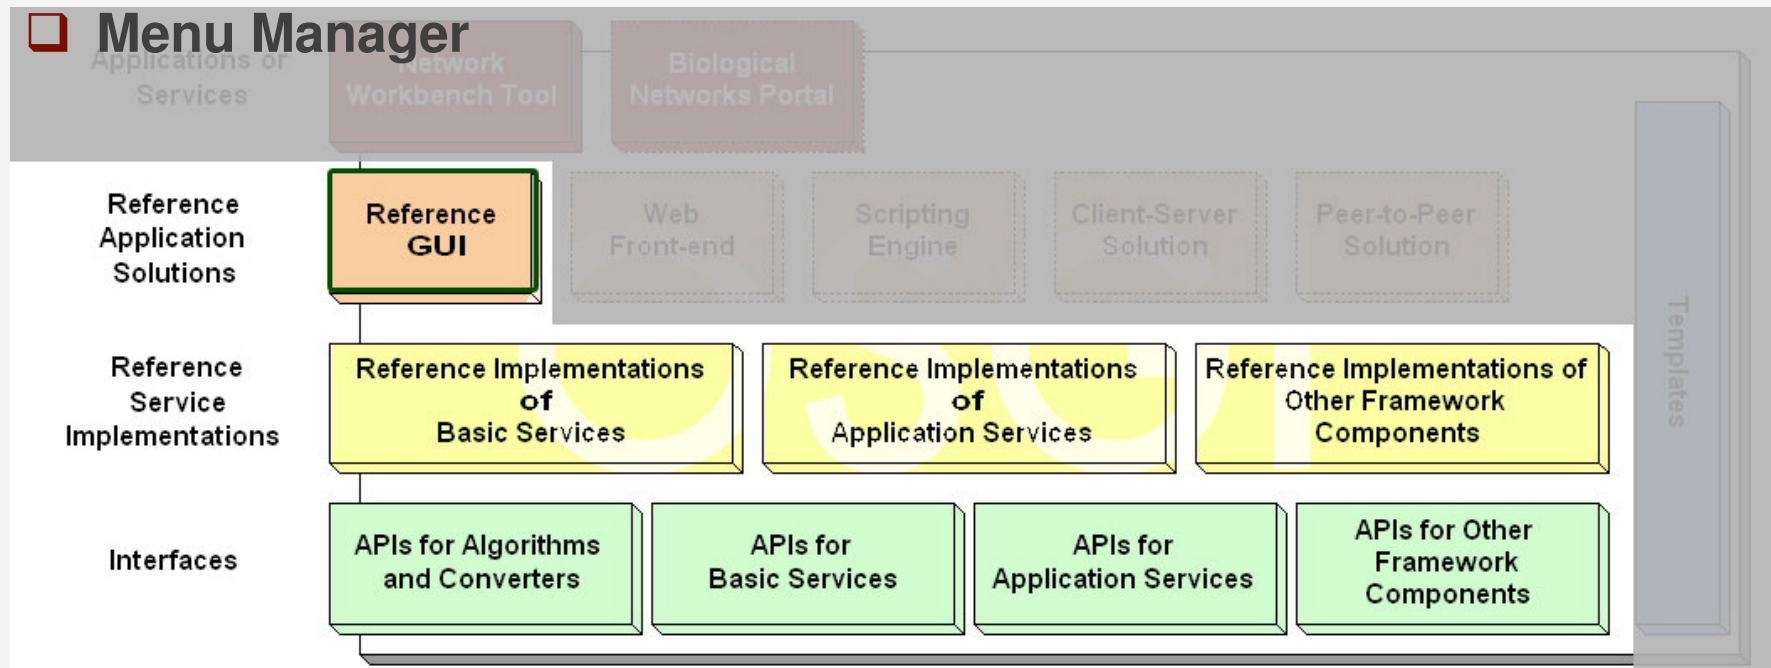 Menu Manager
Applications or
Services
Network
Workbench Tool
Biological
Networks Portal
Reference
Application
Solutions
Reference
GUI
Web
Front-end
Scripting
Engine
Client-Server
Solution
Peer-to-Peer
Solution
Templates
Reference
Service
Implementations
Reference Implementations
of
Basic Services
Reference Implementations
of
Application Services
Reference Implementations of
Other Framework
Components
Interfaces
APIs for Algorithms
and Converters
APIs for
Basic Services
APIs for
Application Services
APIs for Other
Framework
Components
OSGi